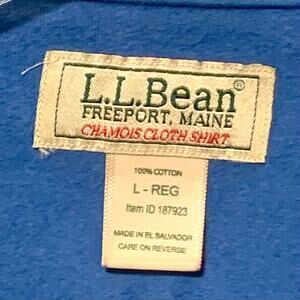 L.L.Bean®
FREEPORT, MAINE
CHAMOIS CLOTH SHIRT
100% COTTON
L - REG
Item ID 187923
MADE IN EL SALVADOR
CARE ON REVERSE